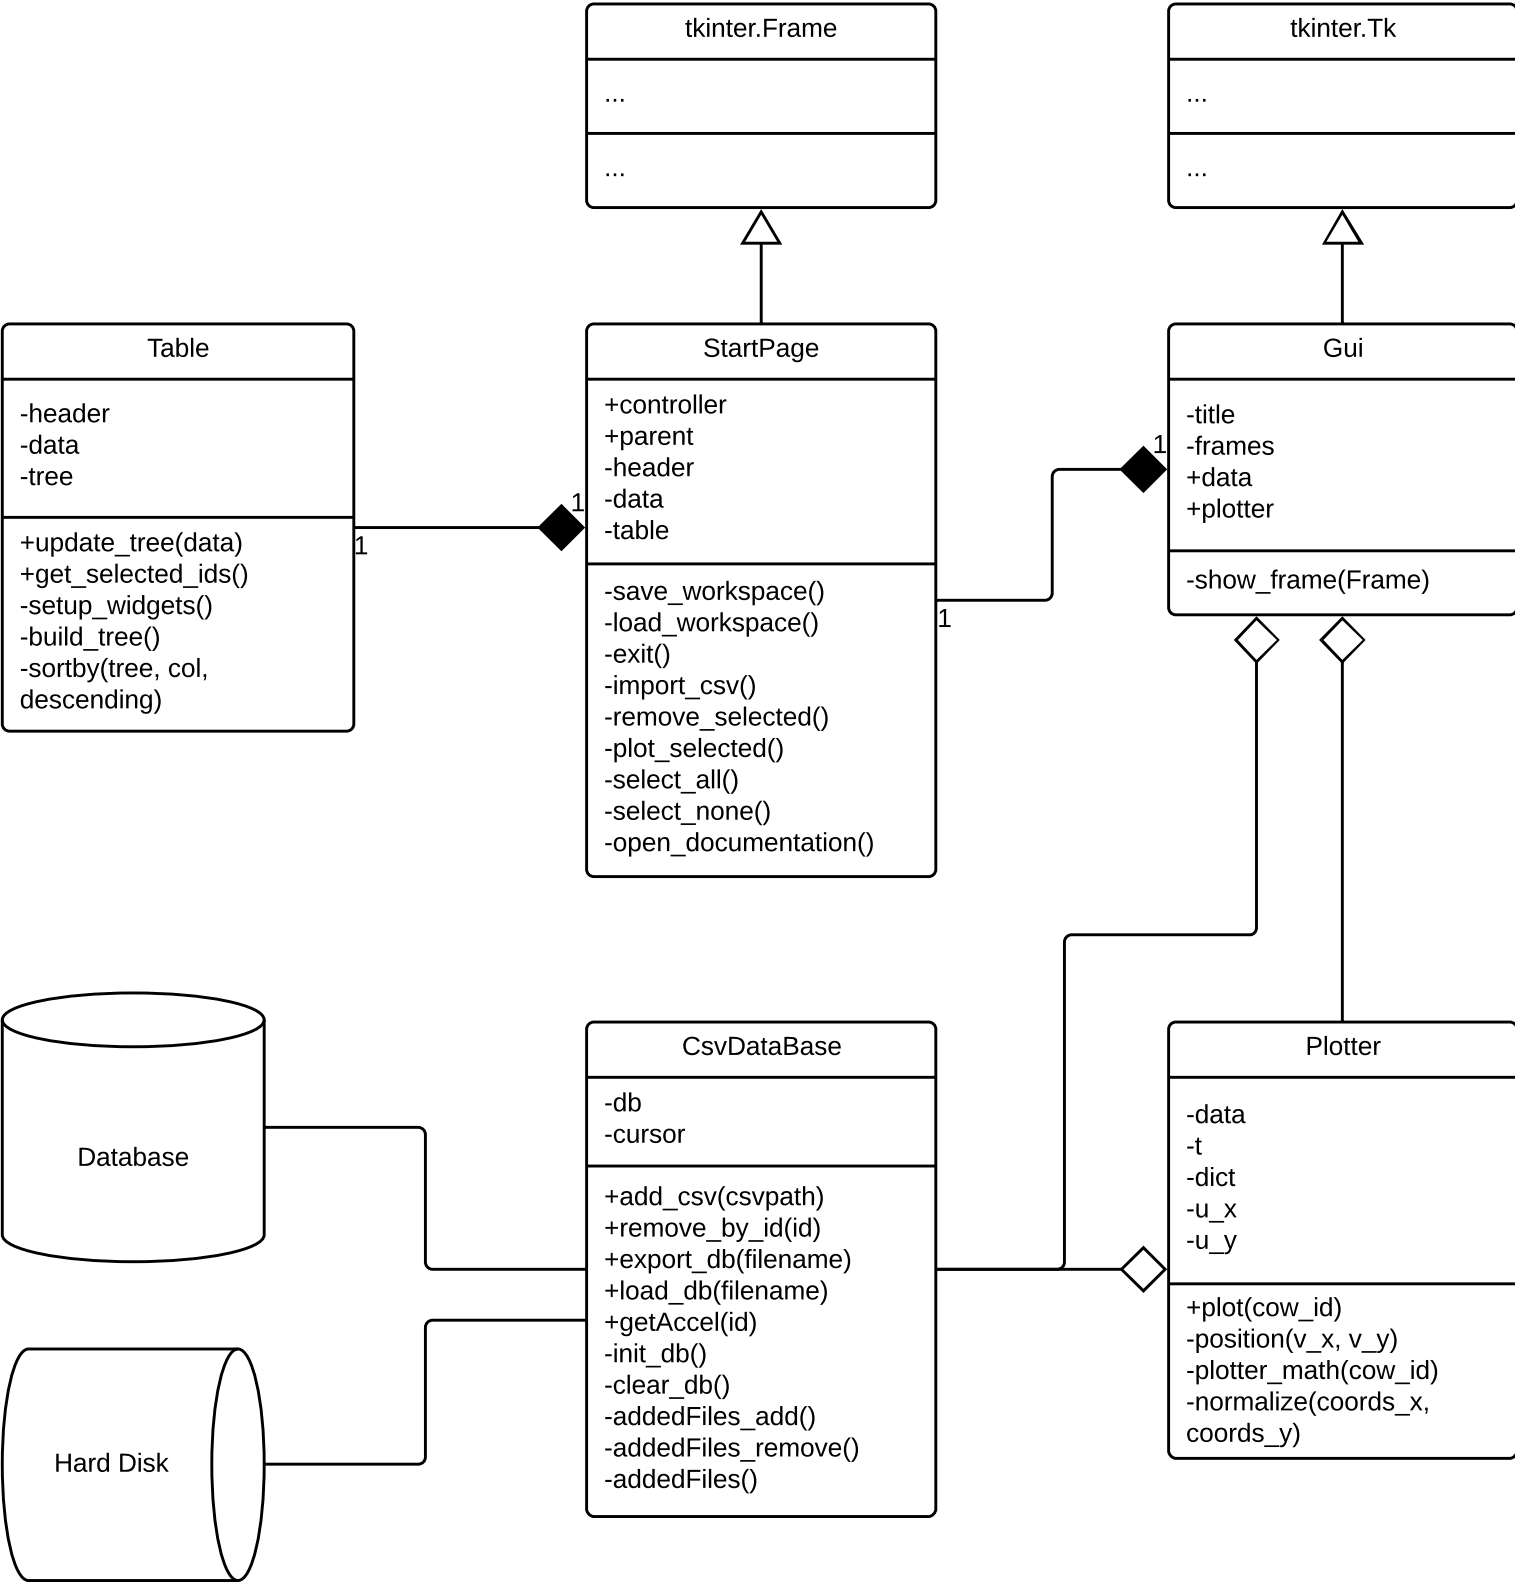 tkinter.Frame
...
...
tkinter.Tk
...
...
Table
-header
-data
-tree
+update_tree(data)
+get_selected_ids()
-setup_widgets()
-build_tree()
-sortby(tree, col,
descending)
1
1
StartPage
+controller
+parent
-header
-data
-table
-save_workspace()
-load_workspace()
-exit()
-import_csv()
-remove_selected()
-plot_selected()
-select_all()
-select_none()
-open_documentation()
1
1
Gui
-title
-frames
+data
+plotter
-show_frame(Frame)
Database
Hard Disk
CsvDataBase
-db
-cursor
+add_csv(csvpath)
+remove_by_id(id)
+export_db(filename)
+load_db(filename)
+getAccel(id)
-init_db()
-clear_db()
-addedFiles_add()
-addedFiles_remove()
-addedFiles()
Plotter
-data
-t
-dict
-u_x
-u_y
+plot(cow_id)
-position(v_x, v_y)
-plotter_math(cow_id)
-normalize(coords_x,
coords_y)